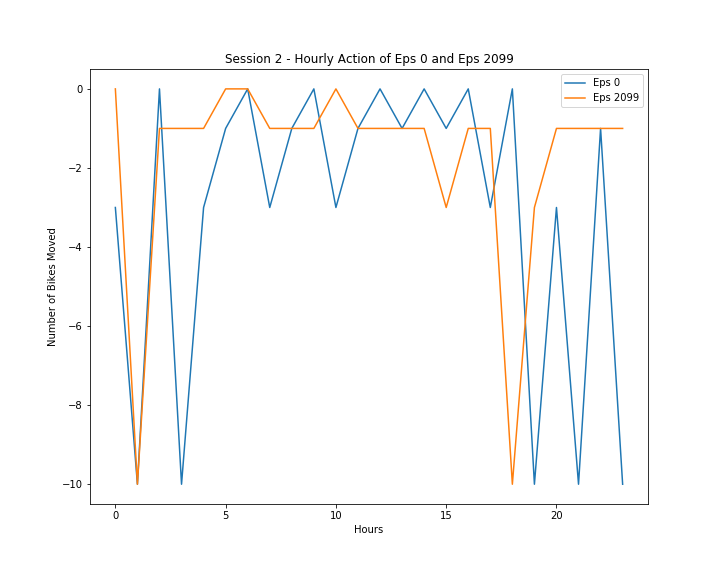 Session 2 - Hourly Action of Eps 0 and Eps 2099
Eps 0
Eps 2099
0
−2
−4
−6
−8
−10
Number of Bikes Moved
0 5 10 15 20
Hours